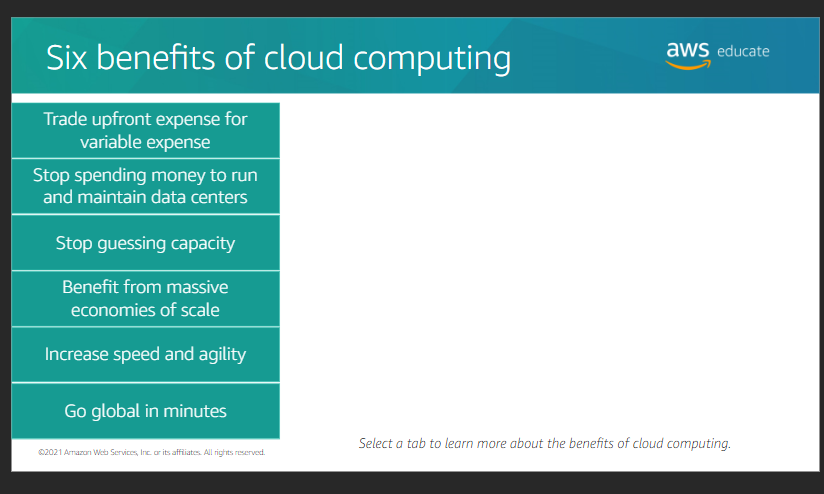 Six benefits of cloud computing
aws educate
Trade upfront expense for
variable expense
Stop spending money to run
and maintain data centers
Stop guessing capacity
Benefit from massive
economies of scale
Increase speed and agility
Go global in minutes
Select a tab to learn more about the benefits of cloud computing.
©2021 Amazon Web Services, Inc. or its affiliates. All rights reserved.